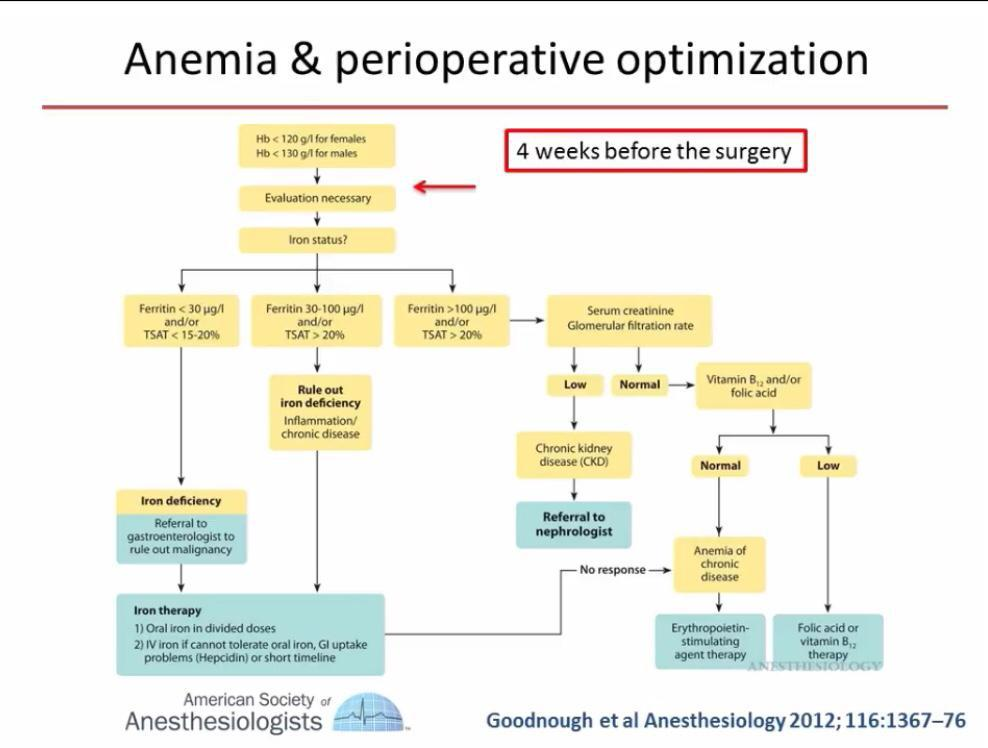 Anemia & perioperative optimization
Hb < 120 g/l for females
Hb < 130 g/l for males
4 weeks before the surgery
Evaluation necessary
Iron status?
Ferritin < 30 µg/l
and/or
TSAT < 15-20%
Ferritin 30-100 µg/l
and/or
TSAT > 20%
Ferritin >100 µg/l
and/or
TSAT > 20%
Serum creatinine
Glomerular filtration rate
Rule out
iron deficiency
Inflammation/
chronic disease
Low
Normal
Vitamin B₁₂ and/or
folic acid
Chronic kidney
disease (CKD)
Normal
Low
Iron deficiency
Referral to
gastroenterologist to
rule out malignancy
Referral to
nephrologist
No response
Anemia of
chronic
disease
Iron therapy
1) Oral iron in divided doses
2) IV iron if cannot tolerate oral iron, GI uptake
problems (Hepcidin) or short timeline
Erythropoietin-
stimulating
agent therapy
Folic acid or
vitamin B₁₂
therapy
ANESTHESIOLOGY
American Society of
Anesthesiologists
Goodnough et al Anesthesiology 2012; 116:1367–76